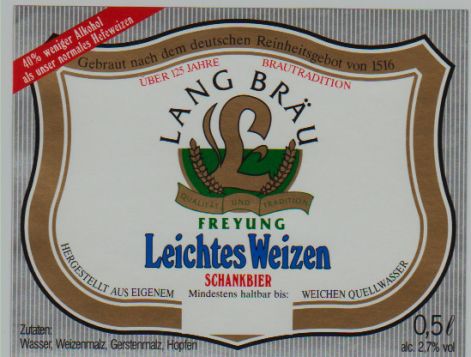 40% weniger Alkohol
als unser normales Hefeweizen
Gebraut nach dem deutschen Reinheitsgebot von 1516
ÜBER 125 JAHRE BRAUTRADITION
LANG BRÄU
L
QUALITÄT UND TRADITION
FREYUNG
Leichtes Weizen
SCHANKBIER
HERGESTELLT AUS EIGENEM Mindestens haltbar bis: WEICHEN QUELLWASSER
Zutaten:
Wasser, Weizenmalz, Gerstenmalz, Hopfen
0,5 l
alc. 2,7% vol